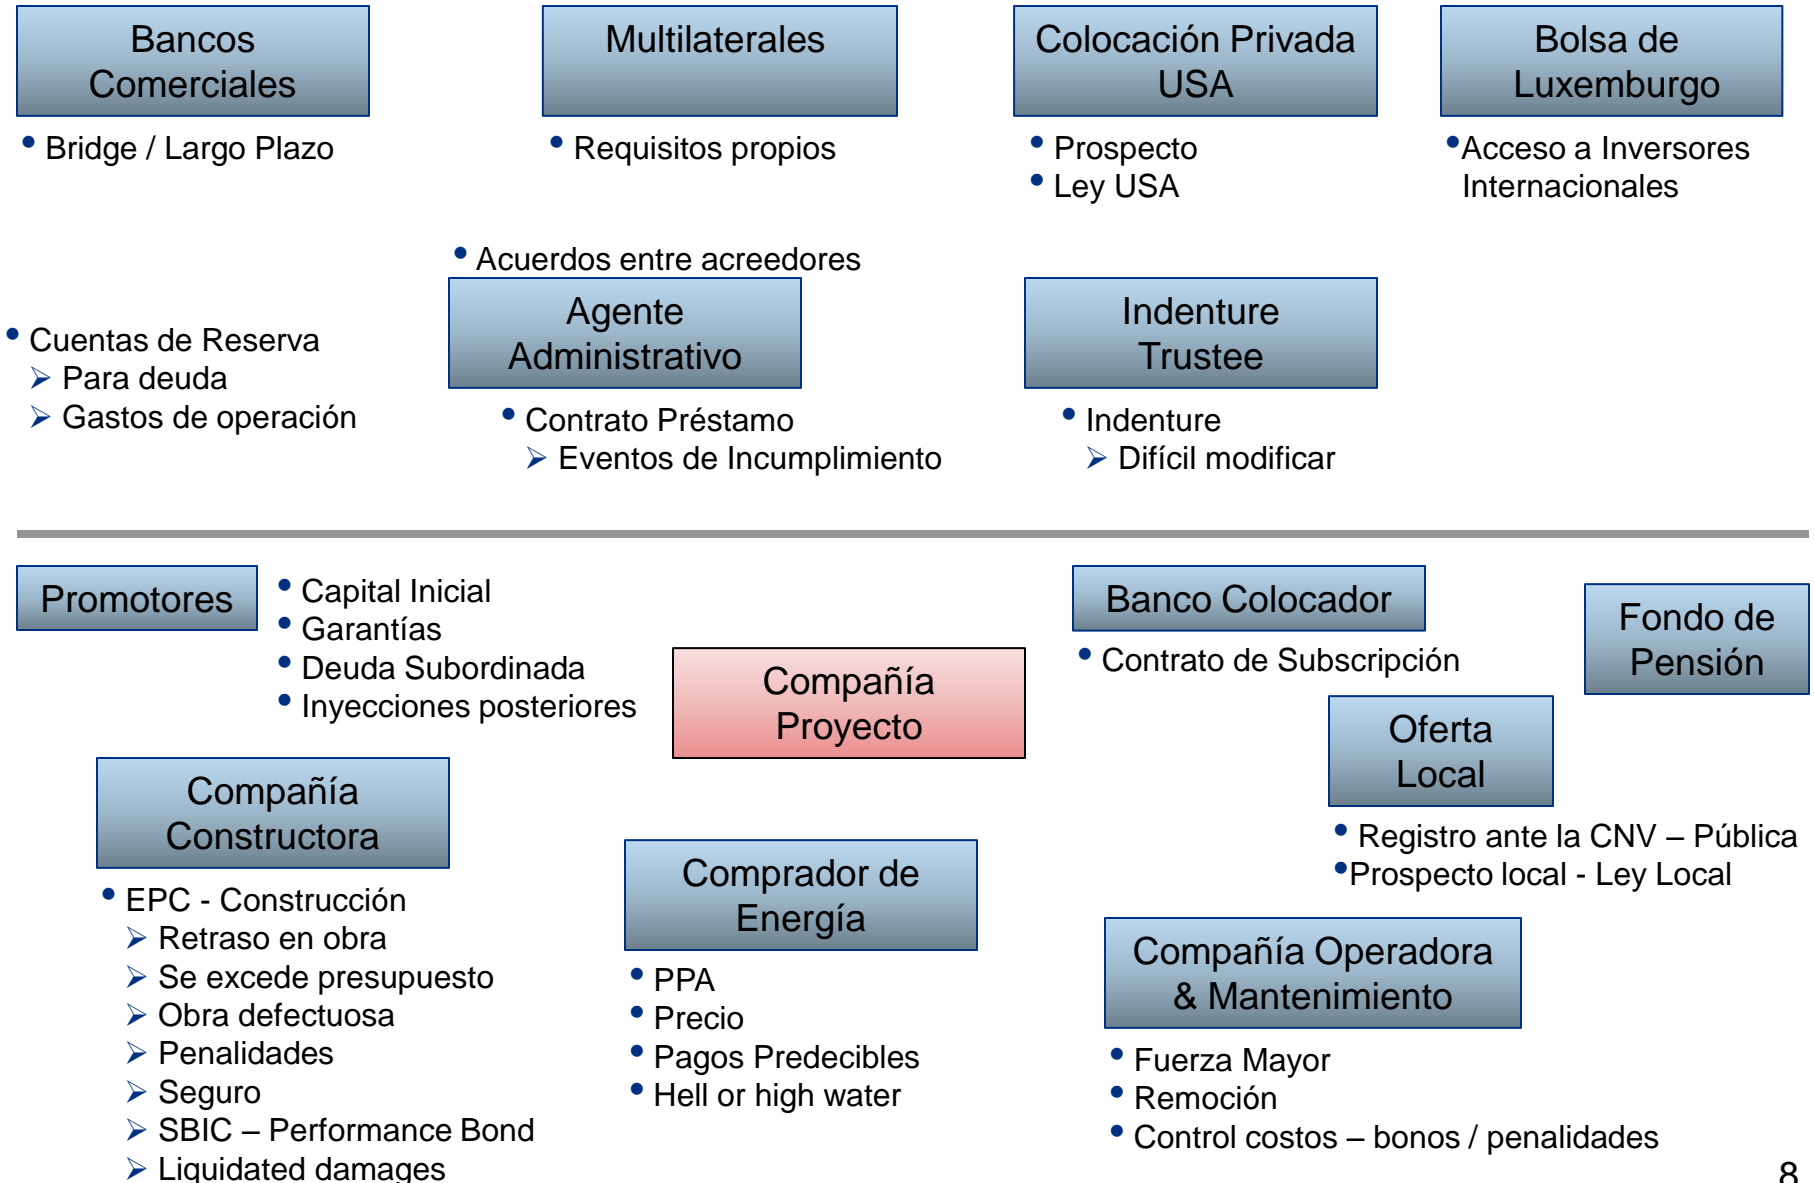 Bancos
Comerciales
• Bridge / Largo Plazo
Multilaterales
• Requisitos propios
Colocación Privada
USA
• Prospecto
• Ley USA
Bolsa de
Luxemburgo
•Acceso a Inversores
Internacionales
• Cuentas de Reserva
➢ Para deuda
➢ Gastos de operación
• Acuerdos entre acreedores
Agente
Administrativo
• Contrato Préstamo
➢ Eventos de Incumplimiento
Indenture
Trustee
• Indenture
➢ Difícil modificar
Promotores
• Capital Inicial
• Garantías
• Deuda Subordinada
• Inyecciones posteriores
Compañía
Proyecto
Banco Colocador
• Contrato de Subscripción
Fondo de
Pensión
Oferta
Local
• Registro ante la CNV – Pública
•Prospecto local - Ley Local
Compañía
Constructora
• EPC - Construcción
➢ Retraso en obra
➢ Se excede presupuesto
➢ Obra defectuosa
➢ Penalidades
➢ Seguro
➢ SBIC – Performance Bond
➢ Liquidated damages
Comprador de
Energía
• PPA
• Precio
• Pagos Predecibles
• Hell or high water
Compañía Operadora
& Mantenimiento
• Fuerza Mayor
• Remoción
• Control costos – bonos / penalidades
8